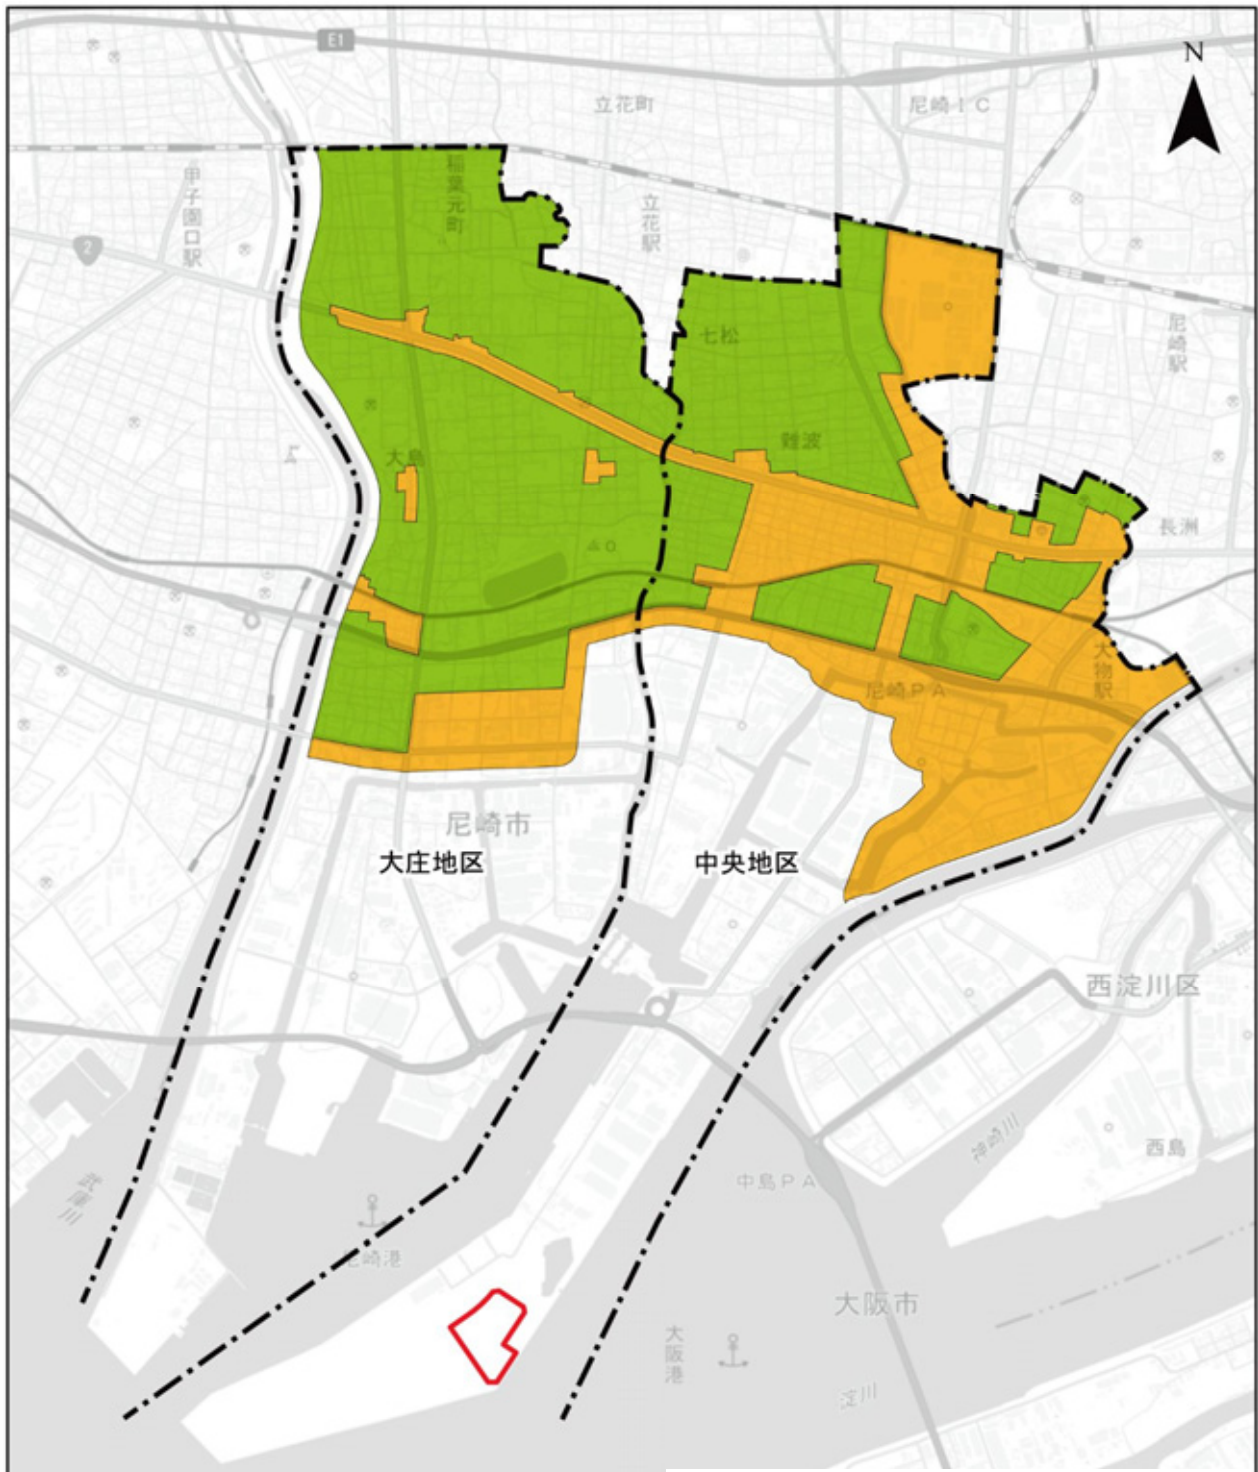 E1
N
立花町
尼崎IC
稲葉元町
甲子園口駅
立花駅
2
七松
尼崎駅
難波
大島
長洲
大物駅
尼崎PA
尼崎市
大庄地区
中央地区
西淀川区
神崎川
西島
中島PA
武庫川
尼崎港
大阪市
大阪港
淀川